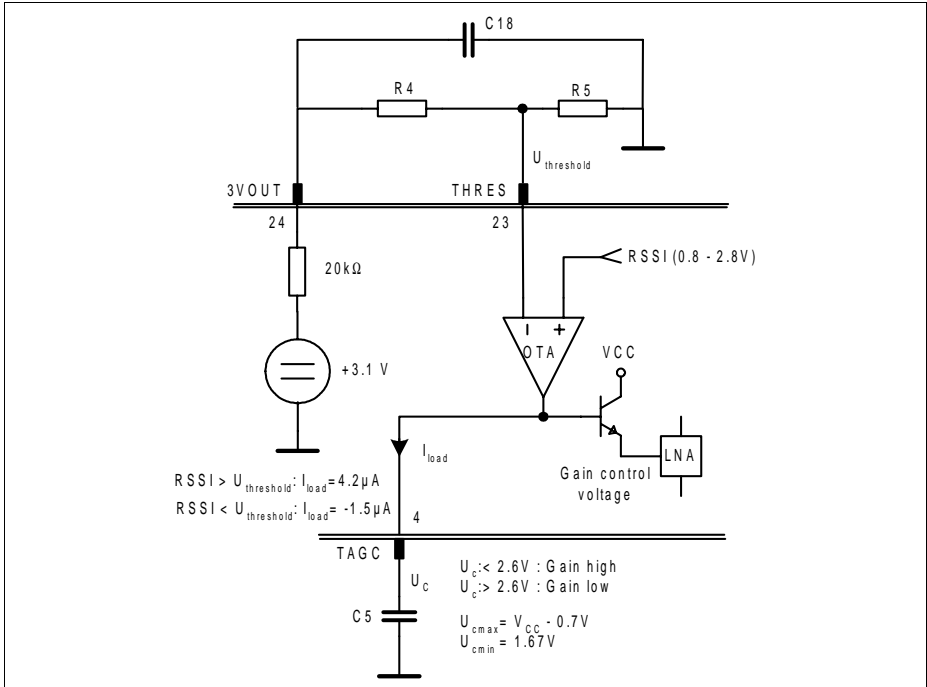 C18
R4
R5
U threshold
3VOUT
THRES
24
23
20kΩ
RSSI (0.8 - 2.8V)
− +
OTA
VCC
+3.1 V
I load
LNA
Gain control
voltage
RSSI > U threshold: I load=4.2µA
RSSI < U threshold: I load= -1.5µA
4
TAGC
U C
U c:< 2.6V : Gain high
U c:> 2.6V : Gain low
C5
U cmax= V CC - 0.7V
U cmin= 1.67V